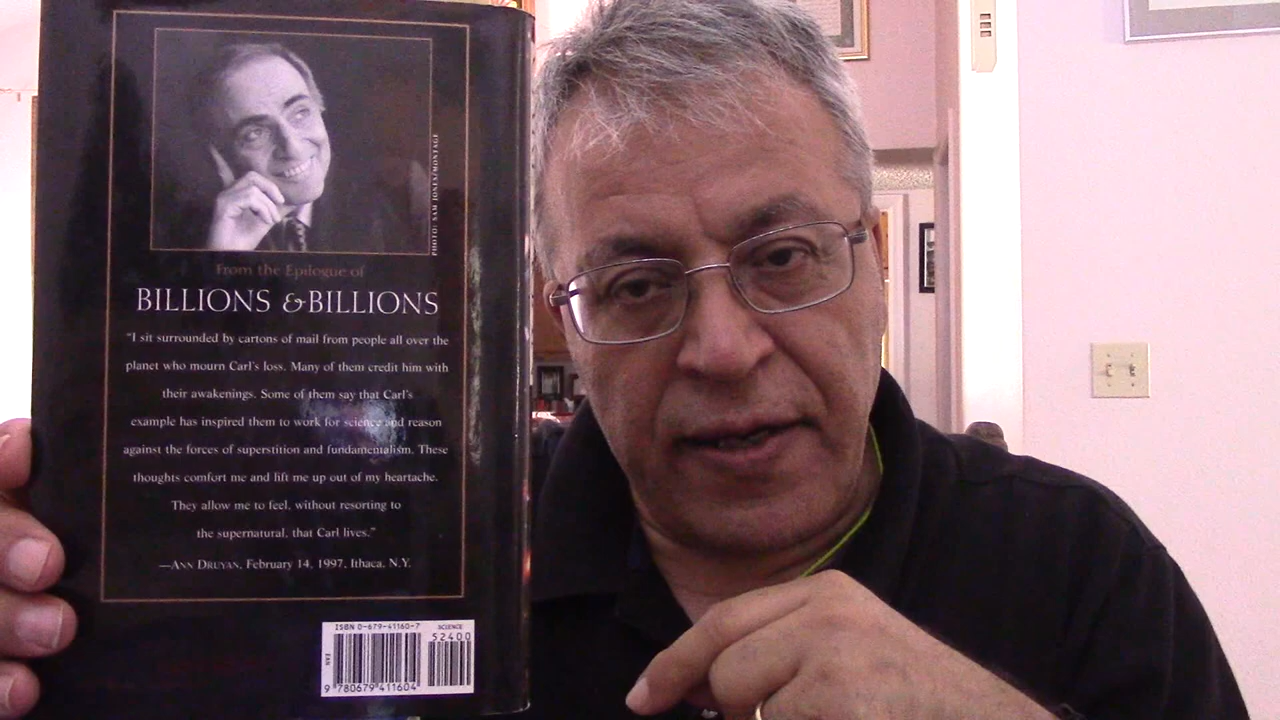 PHOTO: SAM JONES/MONTAGE
From the Epilogue of
BILLIONS & BILLIONS
"I sit surrounded by cartons of mail from people all over the
planet who mourn Carl's loss. Many of them credit him with
their awakenings. Some of them say that Carl's
example has inspired them to work for science and reason
against the forces of superstition and fundamentalism. These
thoughts comfort me and lift me up out of my heartache.
They allow me to feel, without resorting to
the supernatural, that Carl lives."
—ANN DRUYAN, February 14, 1997, Ithaca, N.Y.
ISBN 0-679-41160-7 SCIENCE
52400
EAN
9 780679 411604